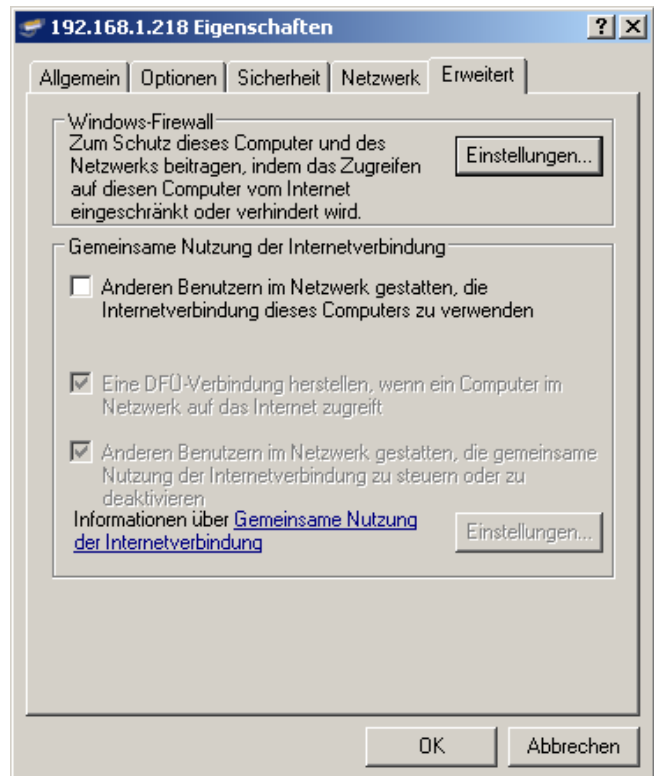 192.168.1.218 Eigenschaften
Allgemein Optionen Sicherheit Netzwerk Erweitert
Windows-Firewall
Zum Schutz dieses Computer und des
Netzwerks beitragen, indem das Zugreifen
auf diesen Computer vom Internet
eingeschränkt oder verhindert wird.
Einstellungen...
Gemeinsame Nutzung der Internetverbindung
Anderen Benutzern im Netzwerk gestatten, die
Internetverbindung dieses Computers zu verwenden
Eine DFÜ-Verbindung herstellen, wenn ein Computer im
Netzwerk auf das Internet zugreift
Anderen Benutzern im Netzwerk gestatten, die gemeinsame
Nutzung der Internetverbindung zu steuern oder zu
deaktivieren
Informationen über Gemeinsame Nutzung
der Internetverbindung
Einstellungen...
OK Abbrechen